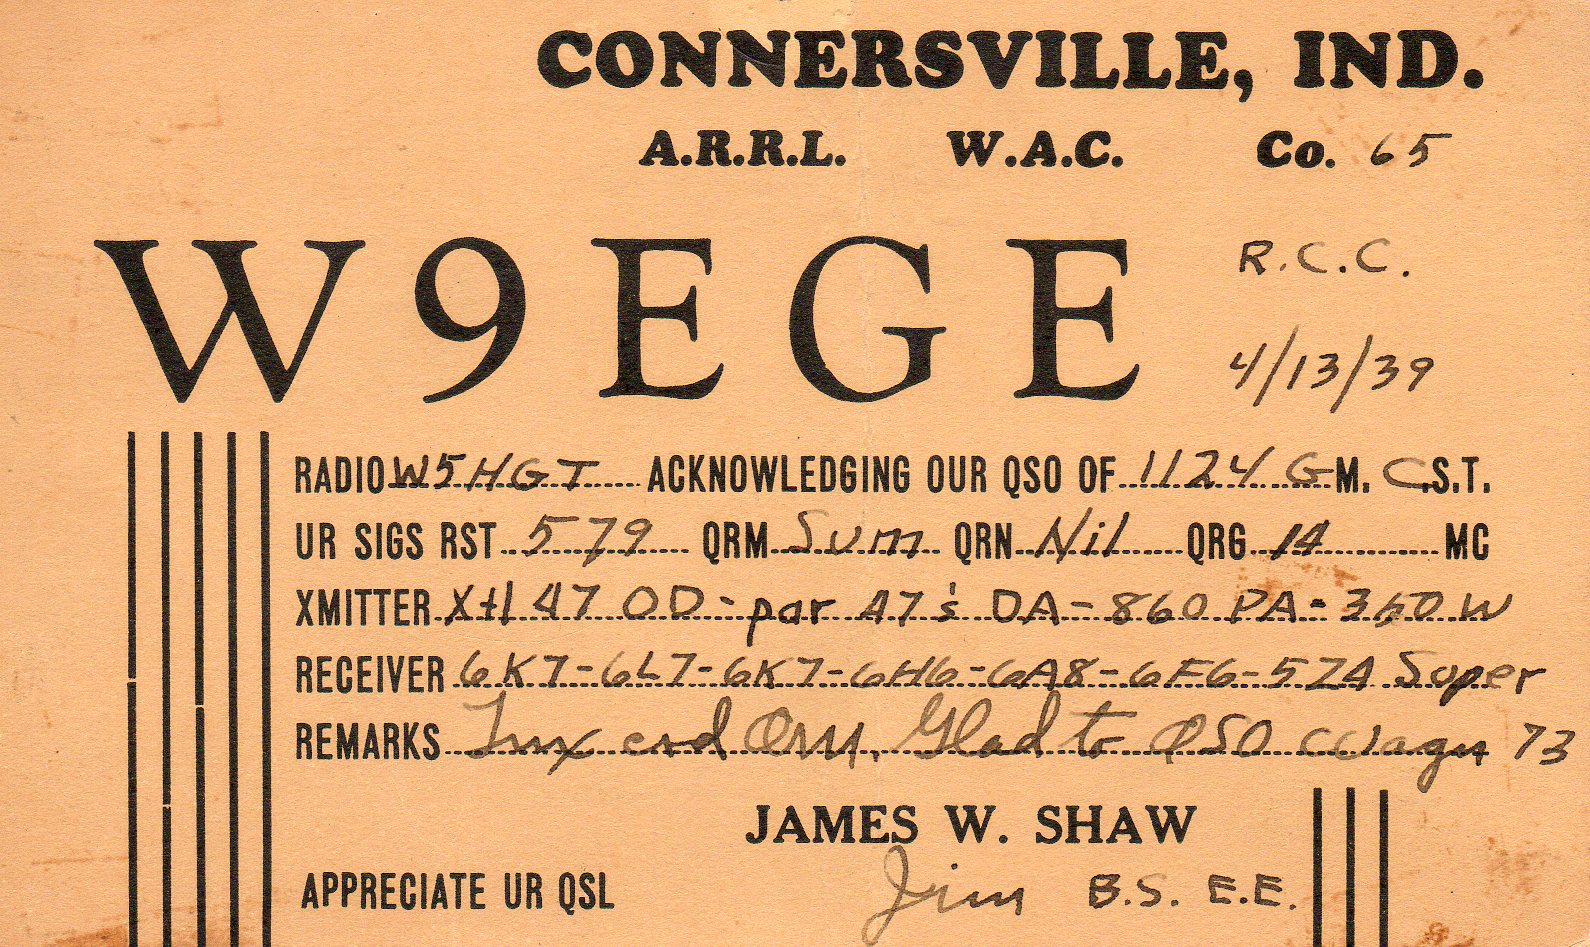 CONNERSVILLE, IND.
A.R.R.L. W.A.C. Co. 65
W9EGE R.C.C.
4/13/39
RADIO W5HGT ACKNOWLEDGING OUR QSO OF 1124 G M. C.S.T.
UR SIGS RST 579 QRM Sum QRN Nil QRG 14 MC
XMITTER Xtl 47 OD - par 47's DA - 860 PA - 350 W
RECEIVER 6K7-6L7-6K7-6H6-6A8-6F6-5Z4 Super
REMARKS Tnx crd OM. Glad to QSO agn 73
JAMES W. SHAW
APPRECIATE UR QSL Jim B.S. E.E.